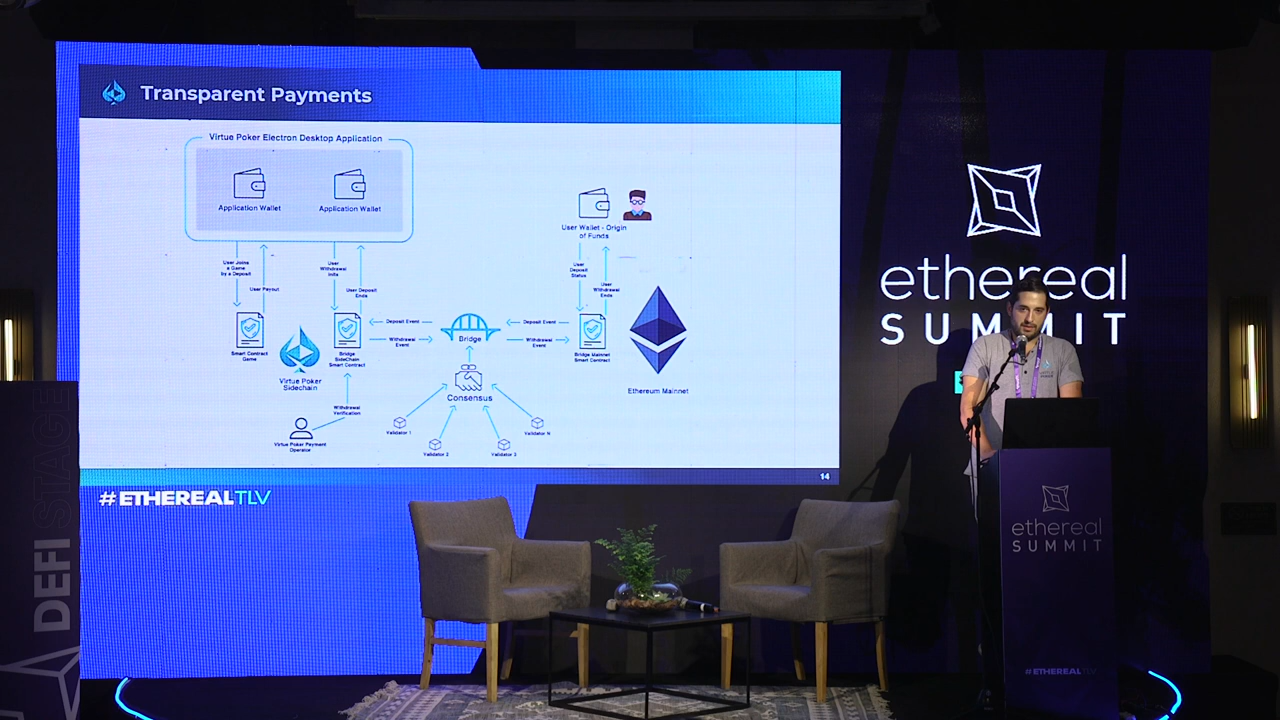 Transparent Payments
Virtue Poker Electron Desktop Application
Application Wallet
Application Wallet
User Wallet - Origin
of Funds
User Joins
a Game
by a Deposit
User Payout
User
Withdrawal
Inits
User Deposit
Ends
User
Deposit
Status
User
Withdrawal
Ends
Smart Contract
Game
Virtue Poker
Sidechain
Bridge
SideChain
Smart Contract
Deposit Event
Withdrawal
Event
Bridge
Deposit Event
Withdrawal
Event
Bridge Mainnet
Smart Contract
Ethereum Mainnet
Consensus
Withdrawal
Verification
Virtue Poker Payment
Operator
Validator 1
Validator 2
Validator 3
Validator N
14
#ETHEREALTLV
ethereal
SUMMIT
ethereal
SUMMIT
#ETHEREALTLV
DEFI STAGE